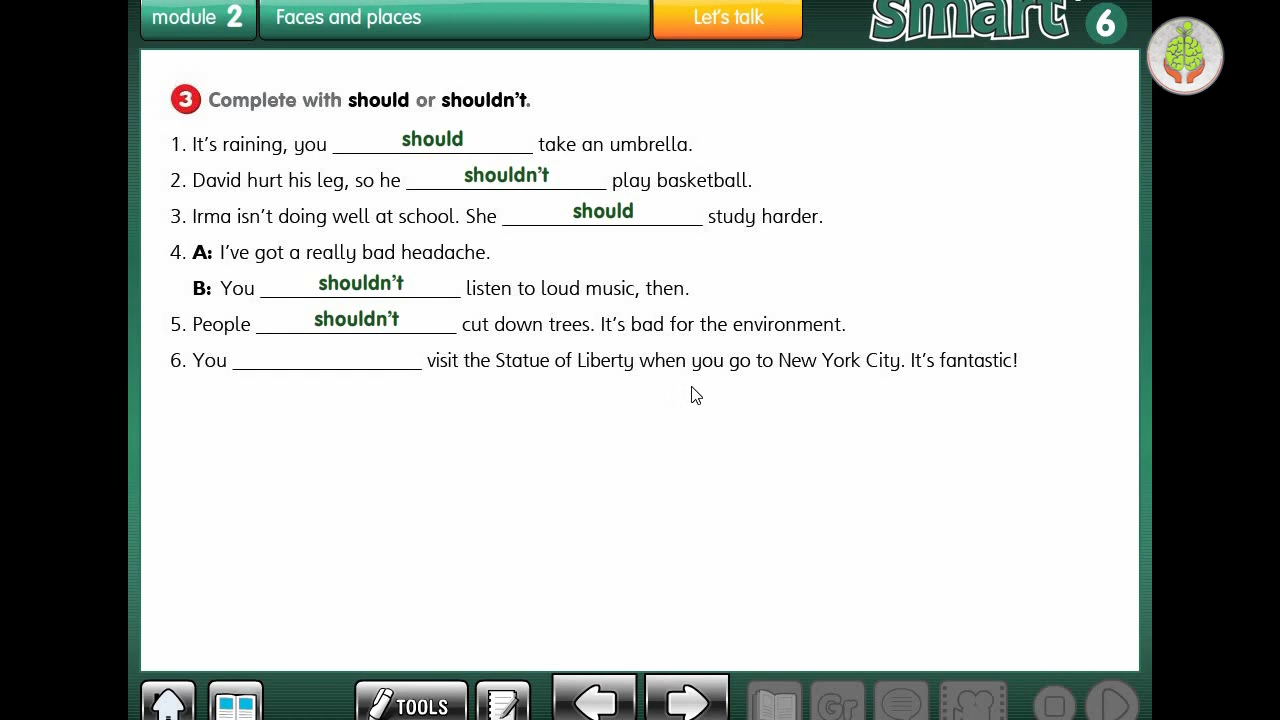 module 2
Faces and places
Let's talk
smart 6
3 Complete with should or shouldn't.
1. It's raining, you should take an umbrella.
2. David hurt his leg, so he shouldn't play basketball.
3. Irma isn't doing well at school. She should study harder.
4. A: I've got a really bad headache.
B: You shouldn't listen to loud music, then.
5. People shouldn't cut down trees. It's bad for the environment.
6. You ___________________ visit the Statue of Liberty when you go to New York City. It's fantastic!
TOOLS
Gr